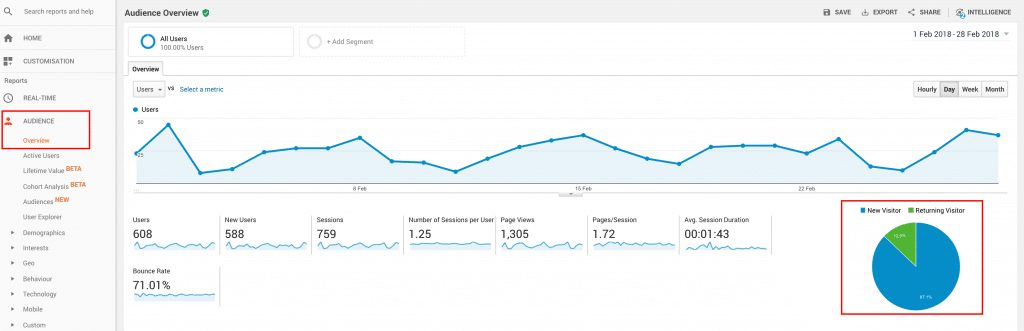 Search reports and help
HOME
CUSTOMISATION
Reports
REAL-TIME
AUDIENCE
Overview
Active Users
Lifetime Value BETA
Cohort Analysis BETA
Audiences NEW
User Explorer
Demographics
Interests
Geo
Behaviour
Technology
Mobile
Custom
Audience Overview
SAVE
EXPORT
SHARE
INTELLIGENCE
1 Feb 2018 - 28 Feb 2018
All Users
100.00% Users
+ Add Segment
Overview
Users
vs
Select a metric
Hourly
Day
Week
Month
Users
50
25
...
8 Feb
15 Feb
22 Feb
Users
608
New Users
588
Sessions
759
Number of Sessions per User
1.25
Page Views
1,305
Pages/Session
1.72
Avg. Session Duration
00:01:43
Bounce Rate
71.01%
New Visitor
Returning Visitor
12.9%
87.1%